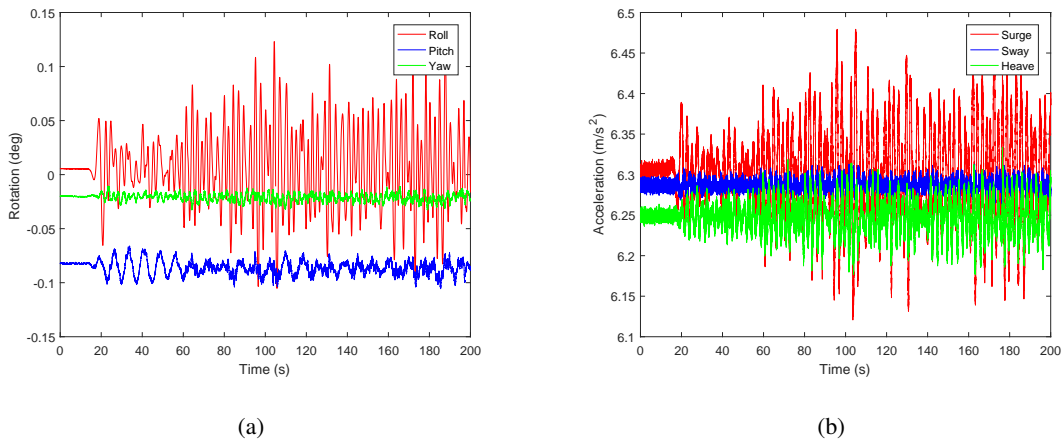 0.15
0.1
0.05
0
-0.05
-0.1
-0.15
Rotation (deg)
Roll
Pitch
Yaw
0 20 40 60 80 100 120 140 160 180 200
Time (s)
(a)
6.5
6.45
6.4
6.35
6.3
6.25
6.2
6.15
6.1
Acceleration (m/s²)
Surge
Sway
Heave
0 20 40 60 80 100 120 140 160 180 200
Time (s)
(b)